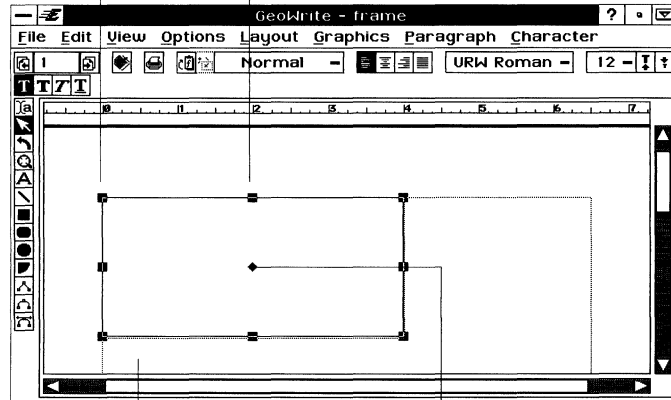 GeoWrite - frame ?
File Edit View Options Layout Graphics Paragraph Character
1 Normal URW Roman 12
T T T T
a 0 1 2 3 4 5 6 7
A